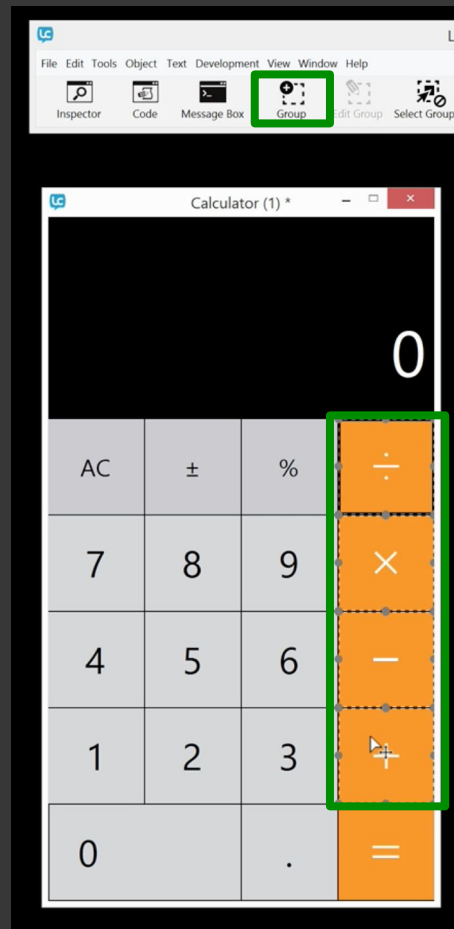 LC L
File Edit Tools Object Text Development View Window Help
Inspector Code Message Box Group Edit Group Select Group
LC Calculator (1) *
0
AC ± % ÷
7 8 9 ×
4 5 6 −
1 2 3 +
0 . =